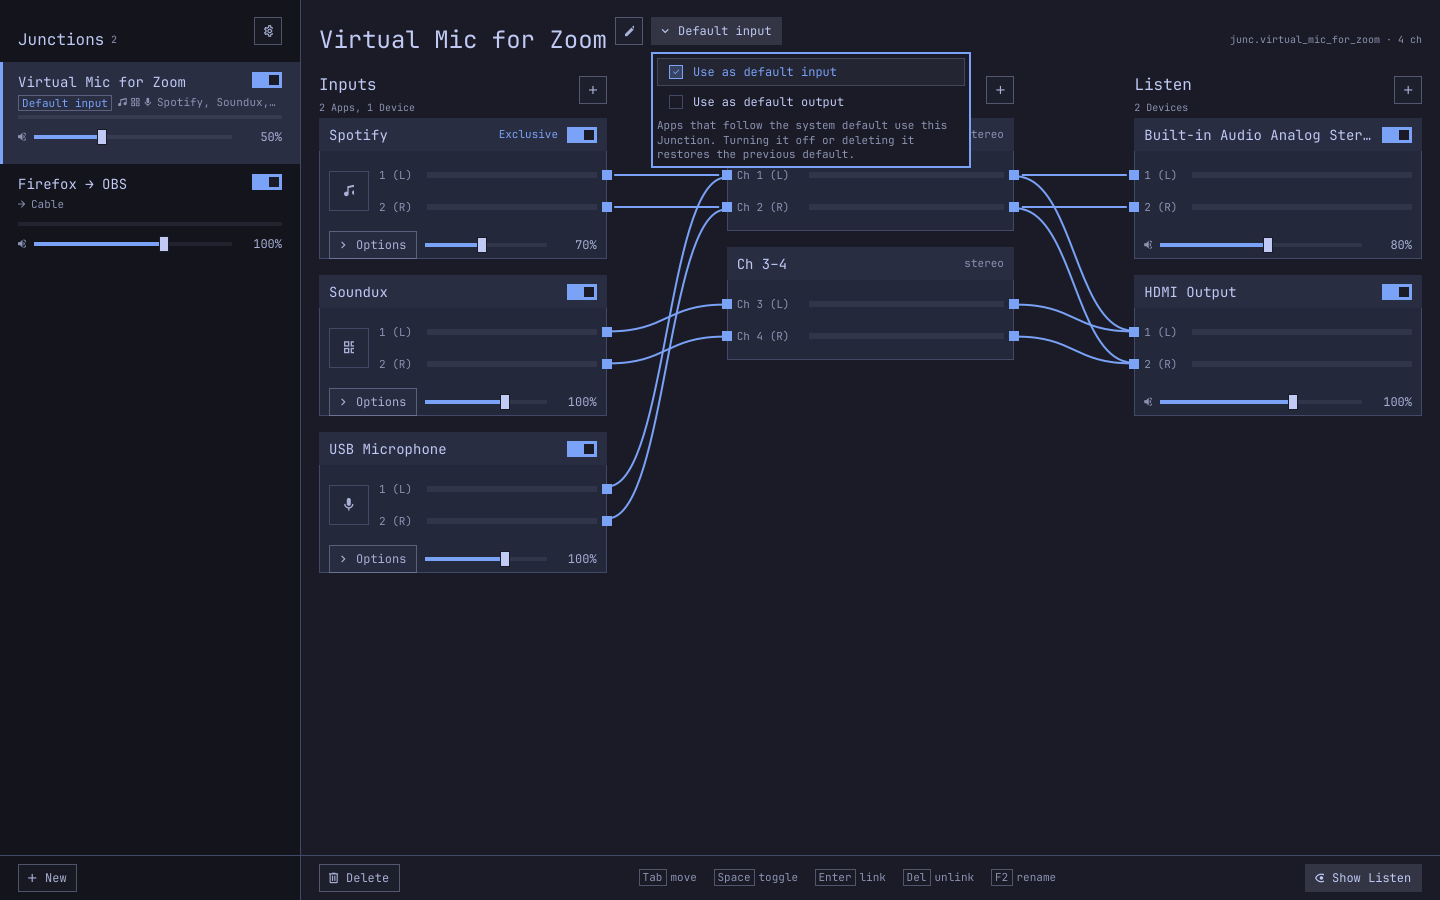 Junctions 2
Virtual Mic for Zoom
Default input Spotify, Soundux,…
50%
Firefox → OBS
→ Cable
100%
+ New
Virtual Mic for Zoom
Default input
junc.virtual_mic_for_zoom · 4 ch
Use as default input
Use as default output
Apps that follow the system default use this
Junction. Turning it off or deleting it
restores the previous default.
Inputs
2 Apps, 1 Device
Spotify Exclusive
1 (L)
2 (R)
Options 70%
Soundux
1 (L)
2 (R)
Options 100%
USB Microphone
1 (L)
2 (R)
Options 100%
Ch 1 (L)
Ch 2 (R)
Ch 3–4 stereo
Ch 3 (L)
Ch 4 (R)
Listen
2 Devices
Built-in Audio Analog Ster…
1 (L)
2 (R)
80%
HDMI Output
1 (L)
2 (R)
100%
Delete
Tab move Space toggle Enter link Del unlink F2 rename
Show Listen